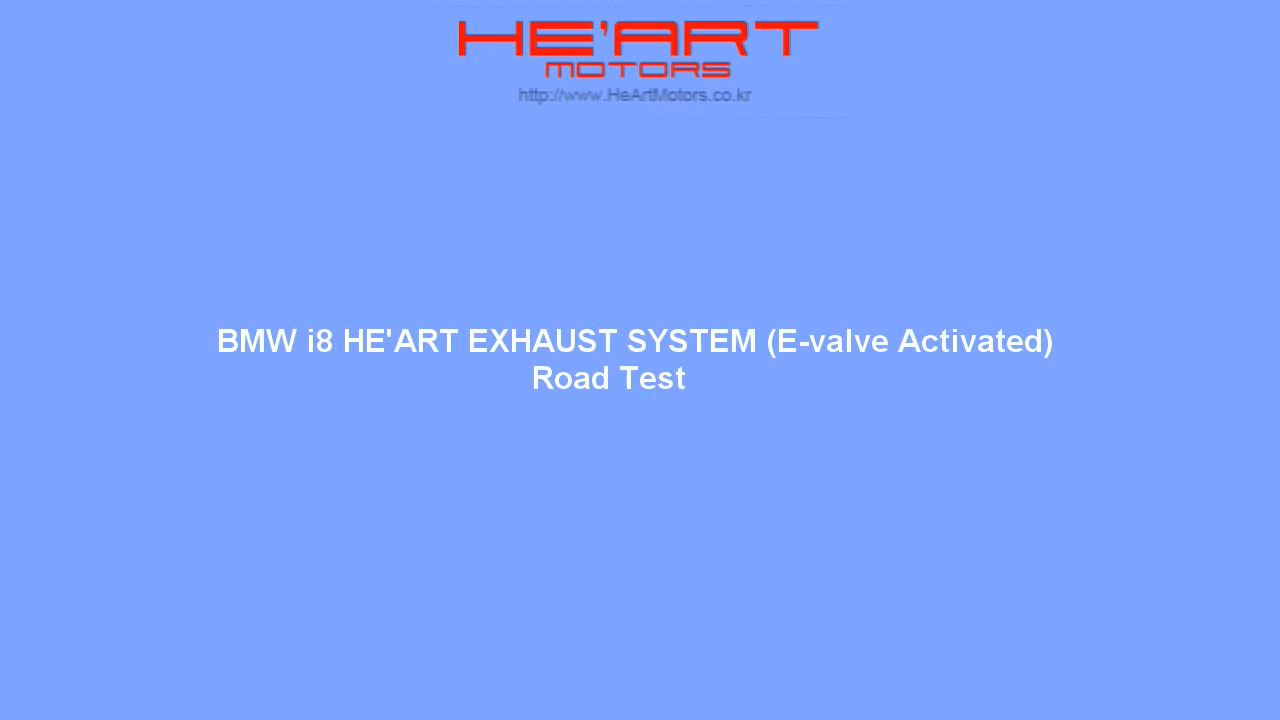 HE'ART
MOTORS
http://www.HeArtMotors.co.kr
BMW i8 HE'ART EXHAUST SYSTEM (E-valve Activated)
Road Test